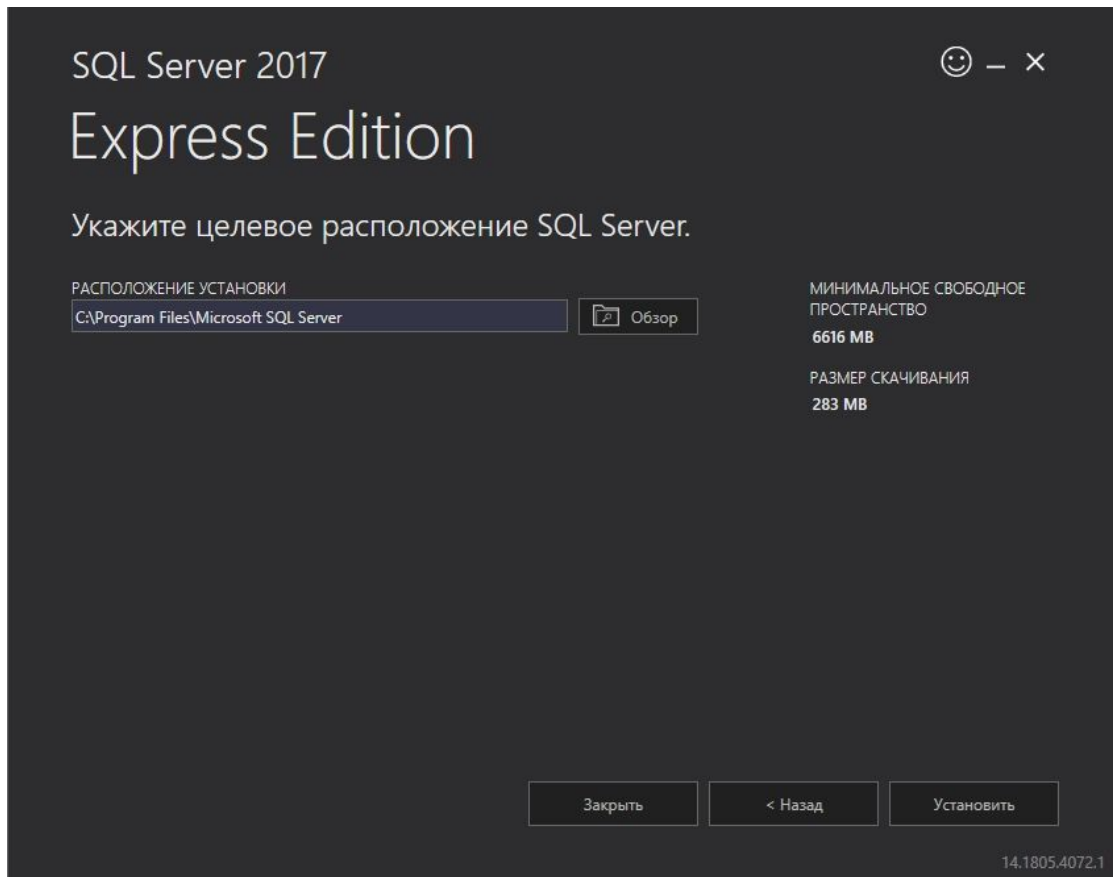 SQL Server 2017
Express Edition
Укажите целевое расположение SQL Server.
РАСПОЛОЖЕНИЕ УСТАНОВКИ
C:\Program Files\Microsoft SQL Server
Обзор
МИНИМАЛЬНОЕ СВОБОДНОЕ
ПРОСТРАНСТВО
6616 MB
РАЗМЕР СКАЧИВАНИЯ
283 MB
Закрыть
< Назад
Установить
14.1805.4072.1